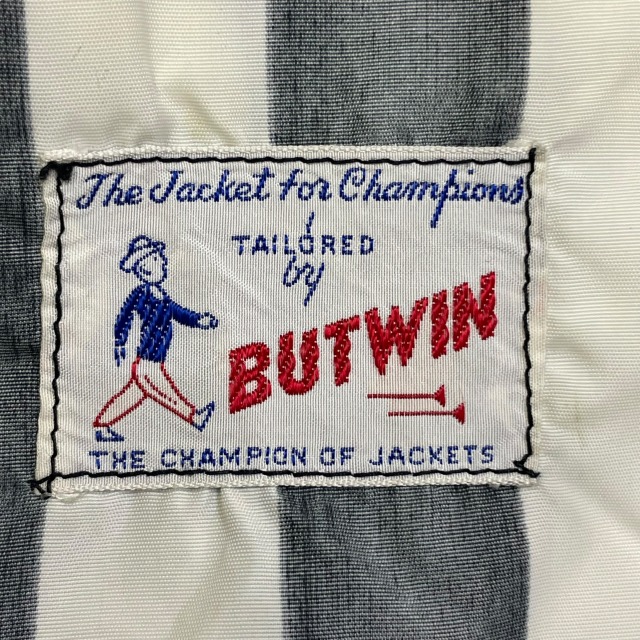 The Jacket for Champions
TAILORED
by
BUTWIN
THE CHAMPION OF JACKETS